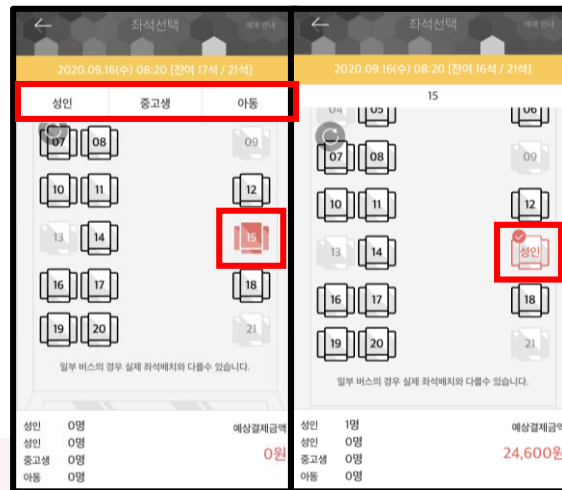 좌석선택
예매 안내
2020.09.16(수) 08:20 [잔여 17석 / 21석]
성인 중고생 아동
07 08 09
10 11 12
13 14 15
16 17 18
19 20 21
일부 버스의 경우 실제 좌석배치와 다를수 있습니다.
성인 0명 예상결제금액
성인 0명 0원
중고생 0명
아동 0명
좌석선택
예매 안내
2020.09.16(수) 08:20 [잔여 16석 / 21석]
15
04 05 06
07 08 09
10 11 12
13 14 성인
16 17 18
19 20 21
일부 버스의 경우 실제 좌석배치와 다를수 있습니다.
성인 1명 예상결제금액
성인 0명 24,600원
중고생 0명
아동 0명